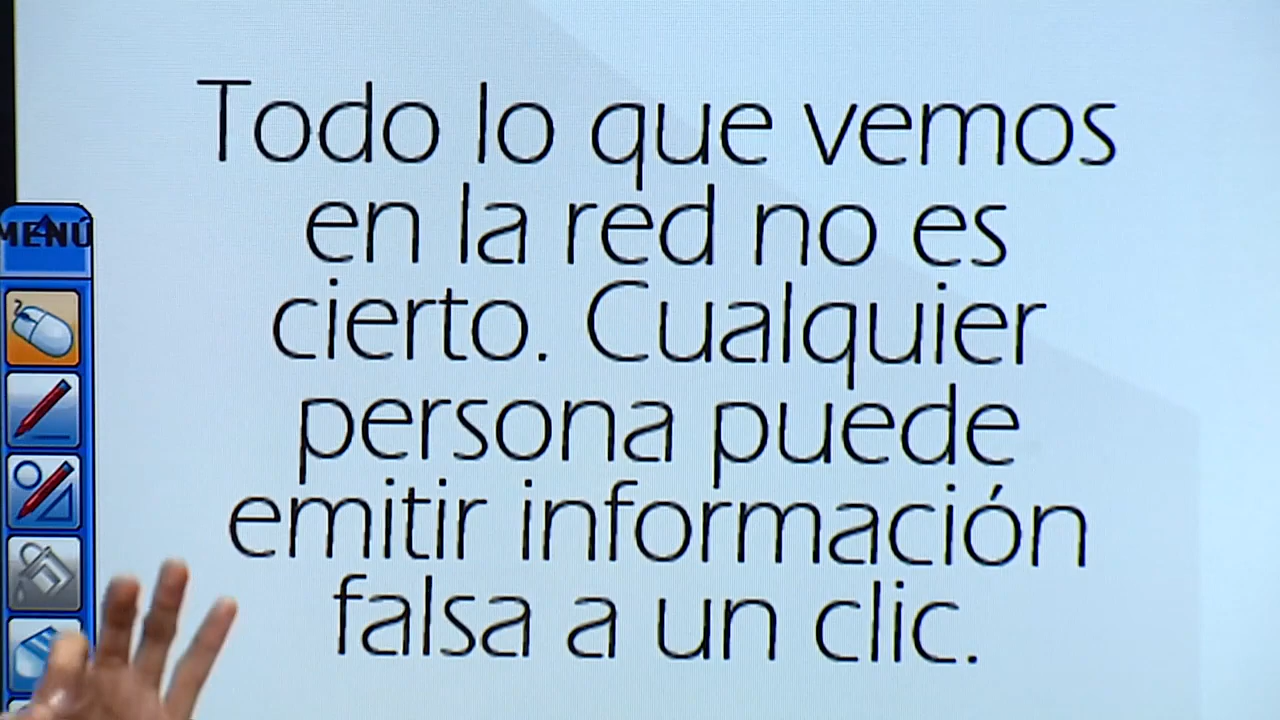 Todo lo que vemos
en la red no es
cierto. Cualquier
persona puede
emitir información
falsa a un clic.
MENÚ